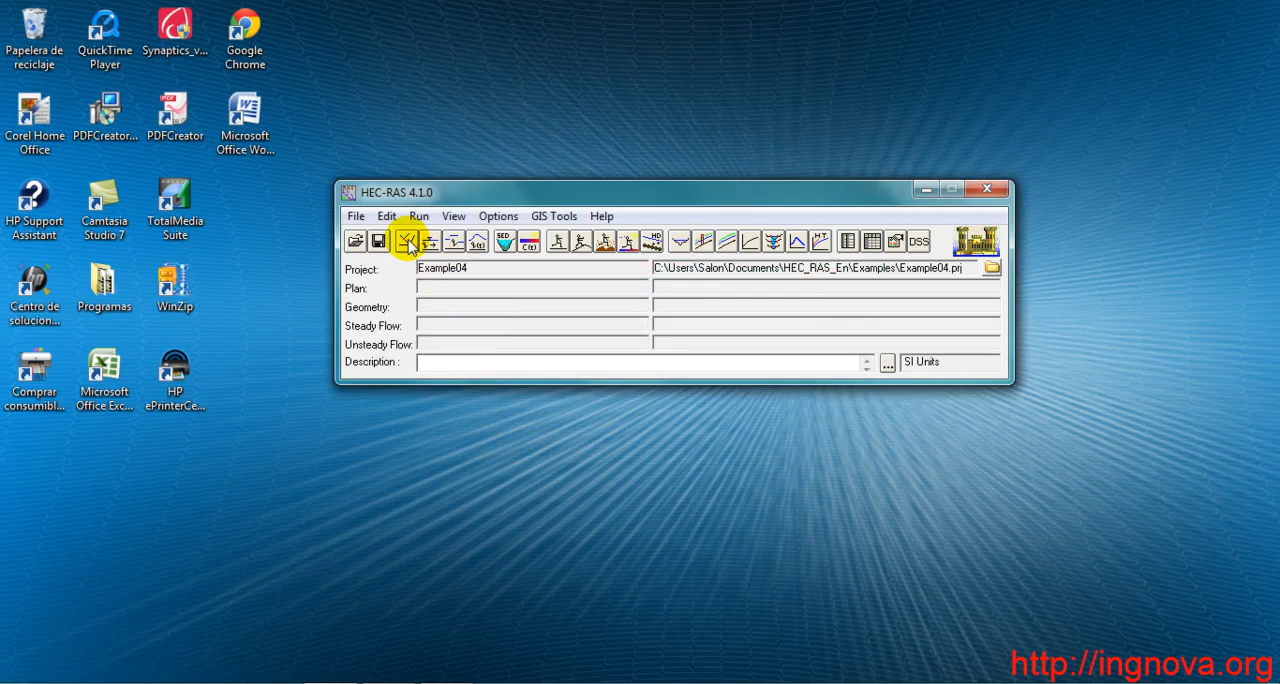 Papelera de reciclaje
QuickTime Player
Synaptics_v...
Google Chrome
Corel Home Office
PDFCreator...
PDFCreator
Microsoft Office Wo...
HP Support Assistant
Camtasia Studio 7
TotalMedia Suite
Centro de solucion...
Programas
WinZip
Comprar consumibl...
Microsoft Office Exc...
HP ePrinterCe...
HEC-RAS 4.1.0
File Edit Run View Options GIS Tools Help
SED C(t) HD HT DSS
Project: Example04 C:\Users\Salon\Documents\HEC_RAS_En\Examples\Example04.prj
Plan:
Geometry:
Steady Flow:
Unsteady Flow:
Description : ... SI Units
http://ingnova.org